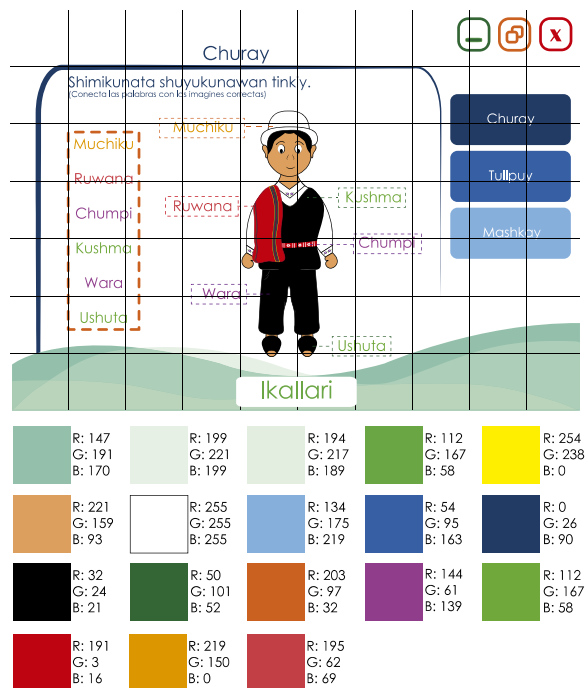 Churay
x
Shimikunata shuyukunawan tinkiy.
(Conecta las palabras con los imagines correctas)
Muchiku
Ruwana
Chumpi
Kushma
Wara
Ushuta
Muchiku
Ruwana
Kushma
Chumpi
Wara
Ushuta
Churay
Tullpuy
Mashkay
Ikallari
R: 147
G: 191
B: 170
R: 199
G: 221
B: 199
R: 194
G: 217
B: 189
R: 112
G: 167
B: 58
R: 254
G: 238
B: 0
R: 221
G: 159
B: 93
R: 255
G: 255
B: 255
R: 134
G: 175
B: 219
R: 54
G: 95
B: 163
R: 0
G: 26
B: 90
R: 32
G: 24
B: 21
R: 50
G: 101
B: 52
R: 203
G: 97
B: 32
R: 144
G: 61
B: 139
R: 112
G: 167
B: 58
R: 191
G: 3
B: 16
R: 219
G: 150
B: 0
R: 195
G: 62
B: 69